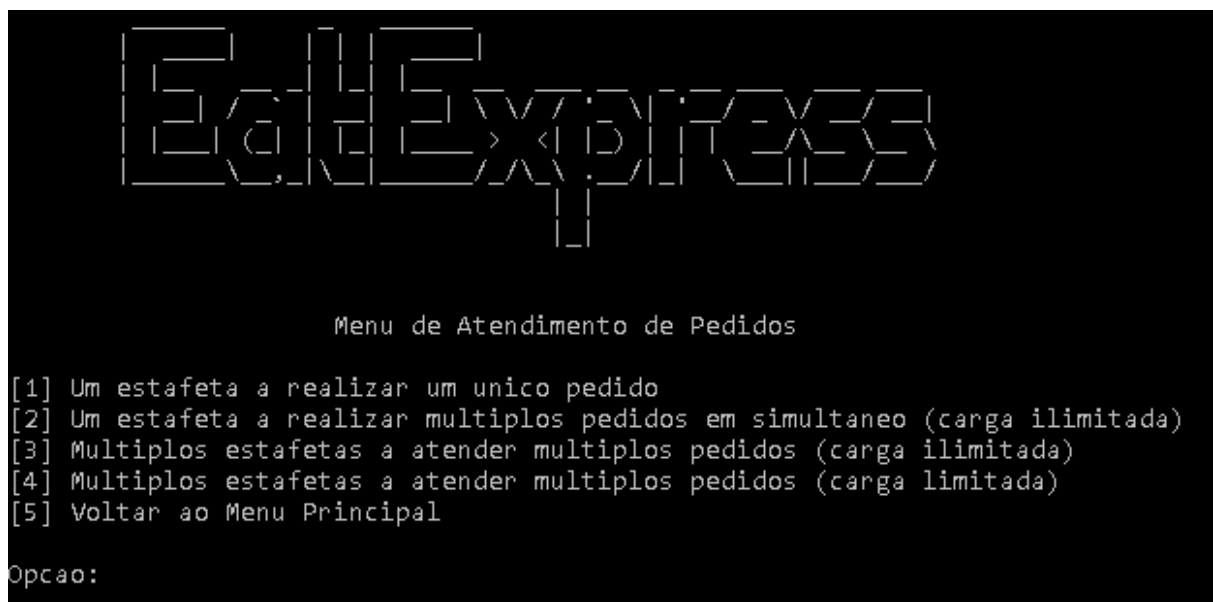 EatExpress
Menu de Atendimento de Pedidos
[1] Um estafeta a realizar um unico pedido
[2] Um estafeta a realizar multiplos pedidos em simultaneo (carga ilimitada)
[3] Multiplos estafetas a atender multiplos pedidos (carga ilimitada)
[4] Multiplos estafetas a atender multiplos pedidos (carga limitada)
[5] Voltar ao Menu Principal
Opcao: